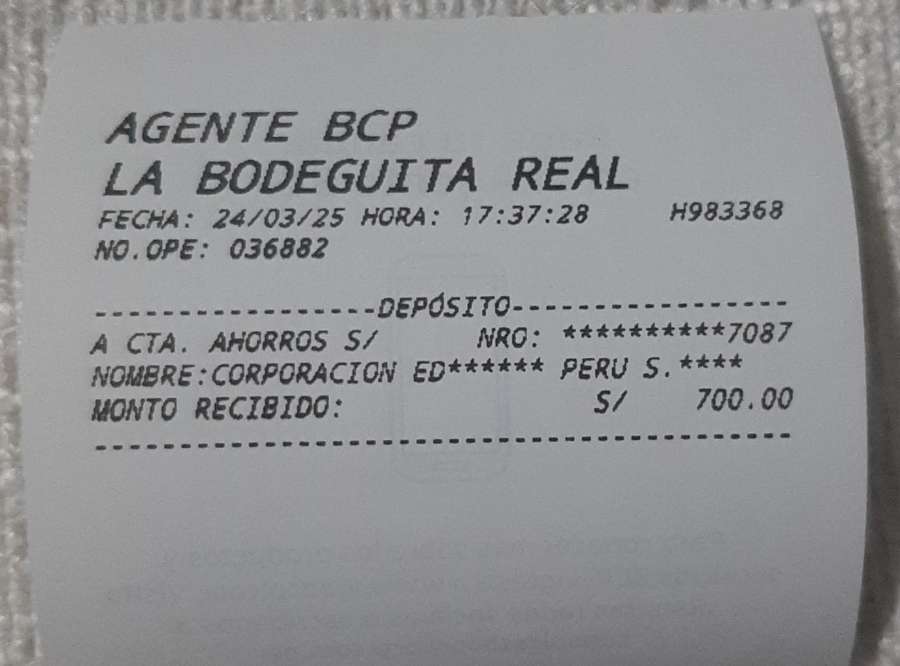 AGENTE BCP
LA BODEGUITA REAL
FECHA: 24/03/25 HORA: 17:37:28 H983368
NO.OPE: 036882
------------------DEPÓSITO------------------
A CTA. AHORROS S/ NRO: **********7087
NOMBRE:CORPORACION ED****** PERU S.****
MONTO RECIBIDO: S/ 700.00
--------------------------------------------